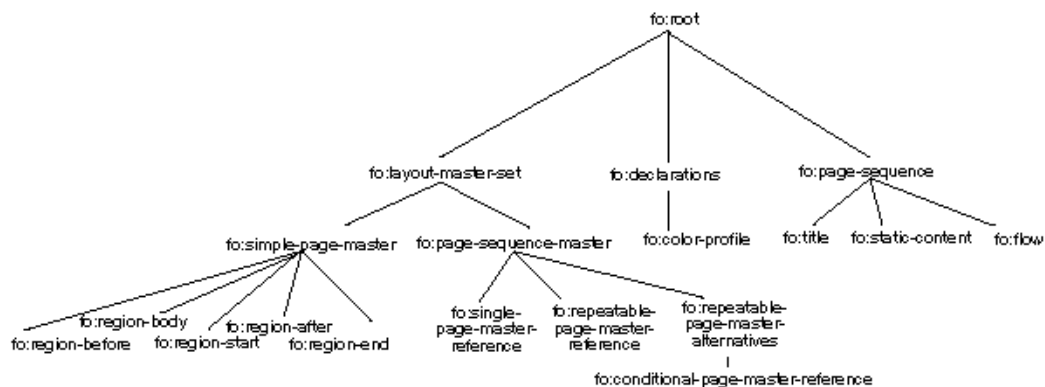 fo:root
fo:layout-master-set
fo:declarations
fo:page-sequence
fo:simple-page-master
fo:page-sequence-master
fo:color-profile
fo:title
fo:static-content
fo:flow
fo:region-body
fo:region-after
fo:region-before
fo:region-start
fo:region-end
fo:single-
page-master-
reference
fo:repeatable-
page-master-
reference
fo:repeatable-
page-master-
alternatives
fo:conditional-page-master-reference